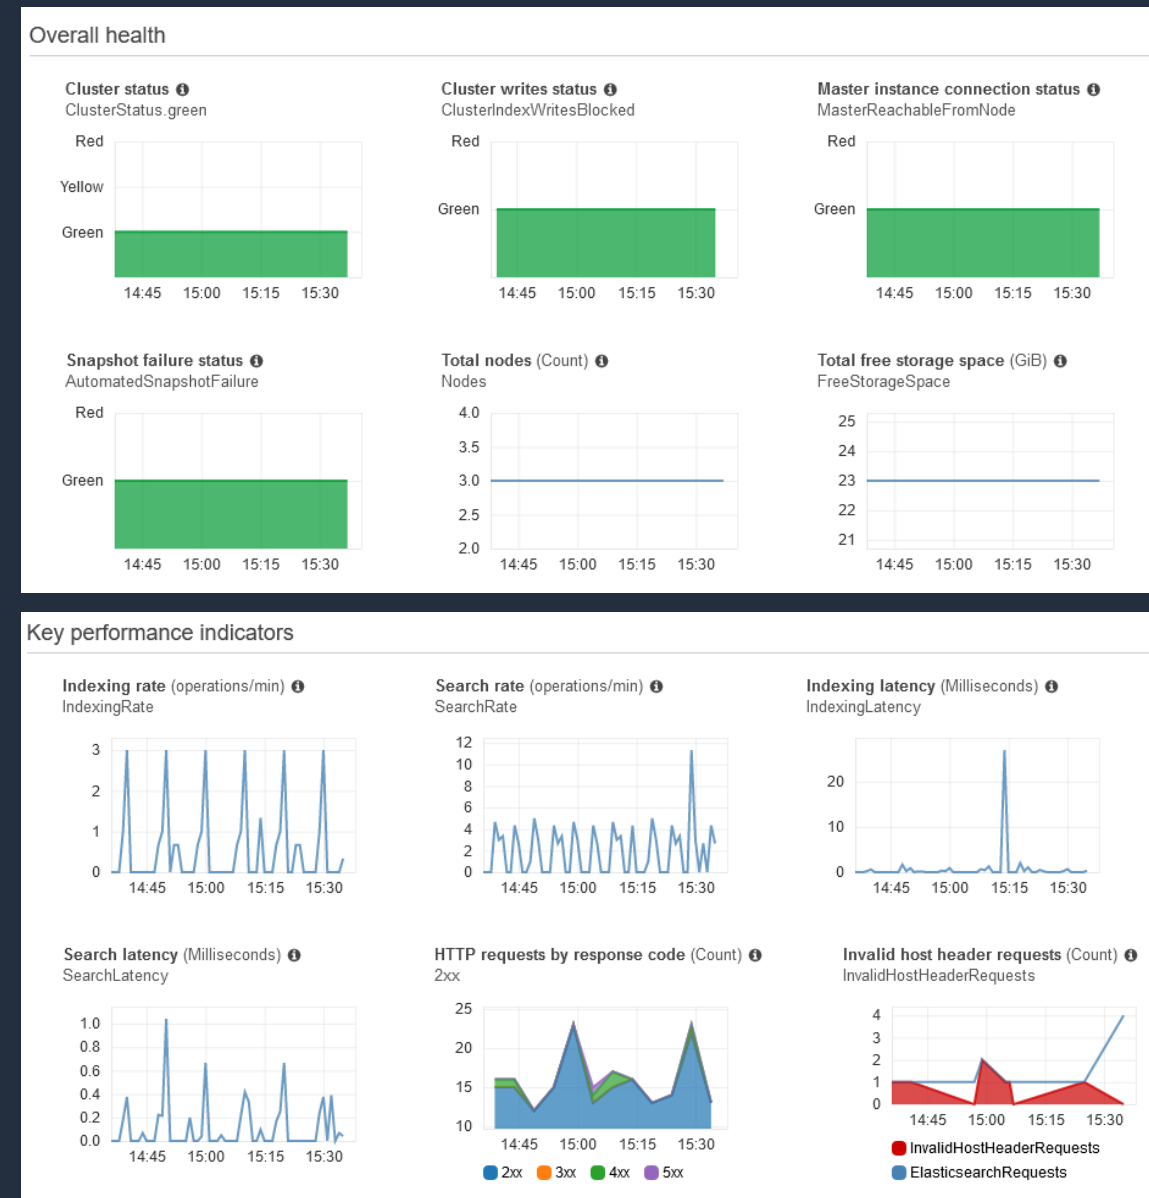 Overall health
Cluster status
ClusterStatus.green
Red
Yellow
Green
14:45 15:00 15:15 15:30
Cluster writes status
ClusterIndexWritesBlocked
Red
Green
14:45 15:00 15:15 15:30
Master instance connection status
MasterReachableFromNode
Red
Green
14:45 15:00 15:15 15:30
Snapshot failure status
AutomatedSnapshotFailure
Red
Green
14:45 15:00 15:15 15:30
Total nodes (Count)
Nodes
4.0
3.5
3.0
2.5
2.0
14:45 15:00 15:15 15:30
Total free storage space (GiB)
FreeStorageSpace
25
24
23
22
21
14:45 15:00 15:15 15:30
Key performance indicators
Indexing rate (operations/min)
IndexingRate
3
2
1
0
14:45 15:00 15:15 15:30
Search rate (operations/min)
SearchRate
12
10
8
6
4
2
0
14:45 15:00 15:15 15:30
Indexing latency (Milliseconds)
IndexingLatency
20
10
0
14:45 15:00 15:15 15:30
Search latency (Milliseconds)
SearchLatency
1.0
0.8
0.6
0.4
0.2
0.0
14:45 15:00 15:15 15:30
HTTP requests by response code (Count)
2xx
25
20
15
10
14:45 15:00 15:15 15:30
2xx 3xx 4xx 5xx
Invalid host header requests (Count)
InvalidHostHeaderRequests
4
3
2
1
0
14:45 15:00 15:15 15:30
InvalidHostHeaderRequests
ElasticsearchRequests